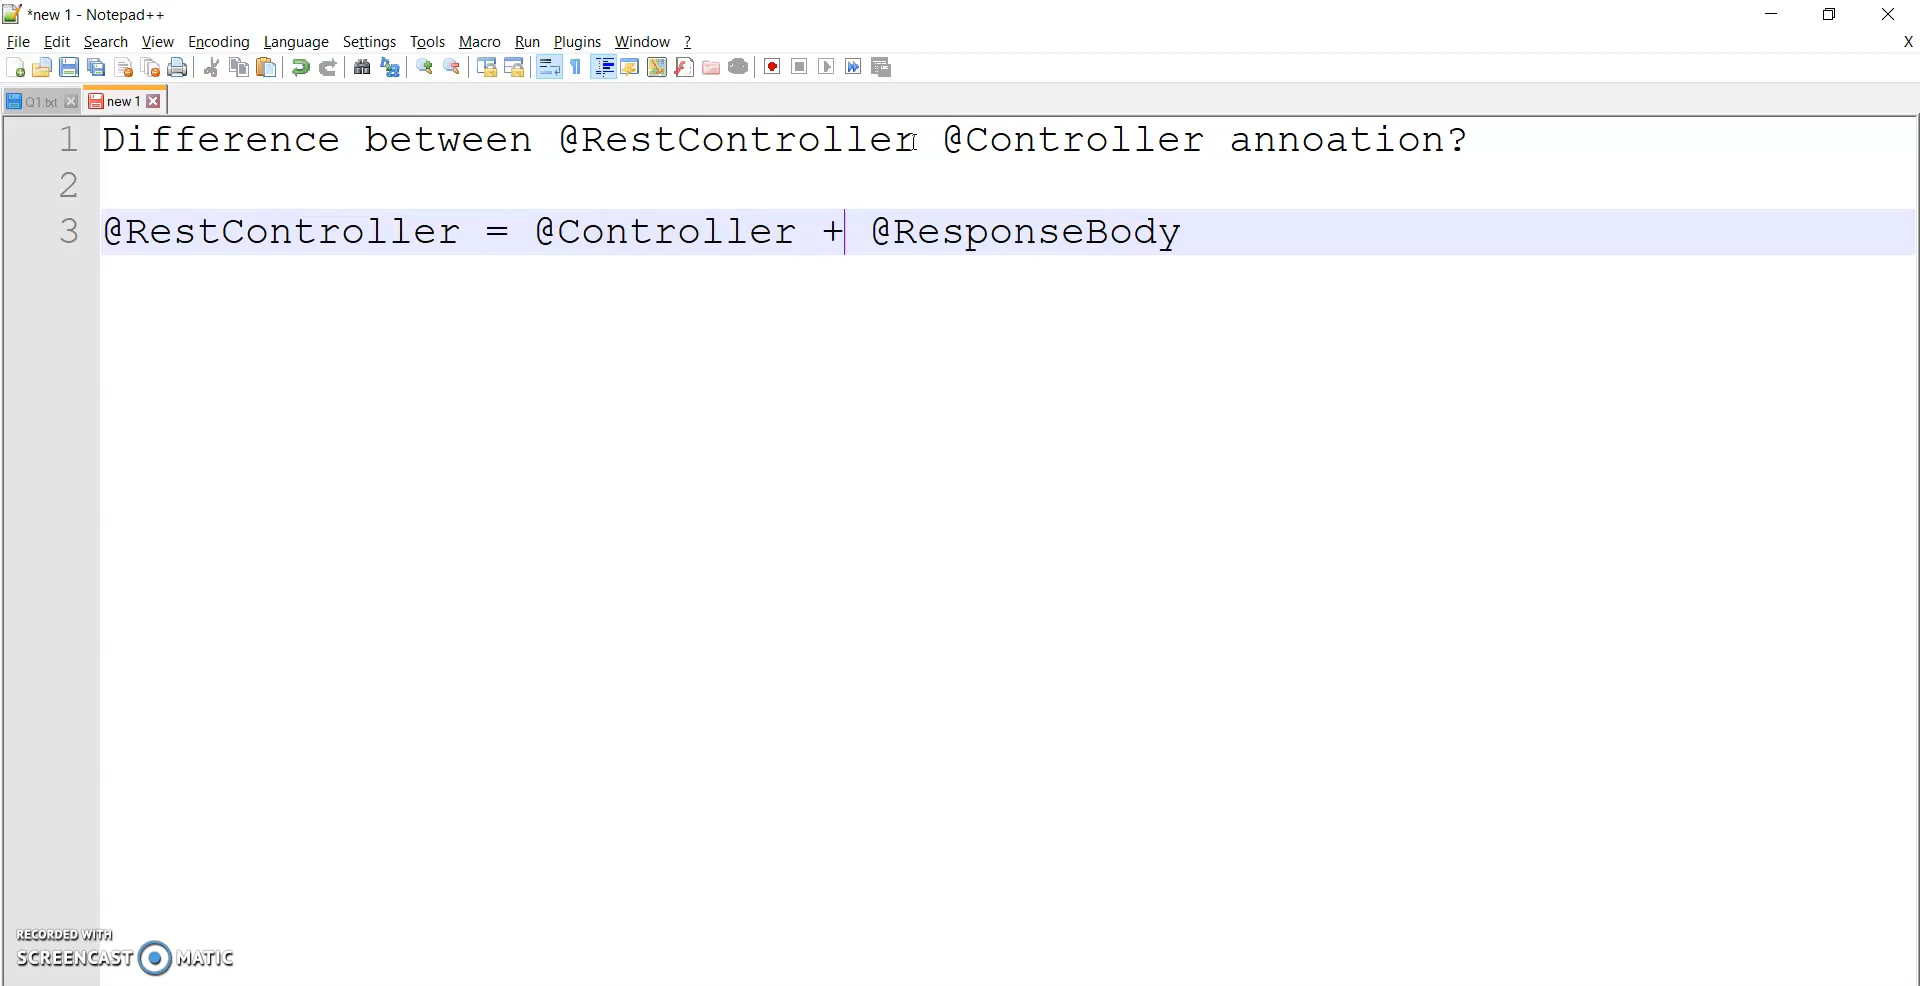 *new 1 - Notepad++
File Edit Search View Encoding Language Settings Tools Macro Run Plugins Window ? X
Q1.txt new 1
1 Difference between @RestController @Controller annoation?
2
3 @RestController = @Controller + @ResponseBody
RECORDED WITH
SCREENCAST MATIC